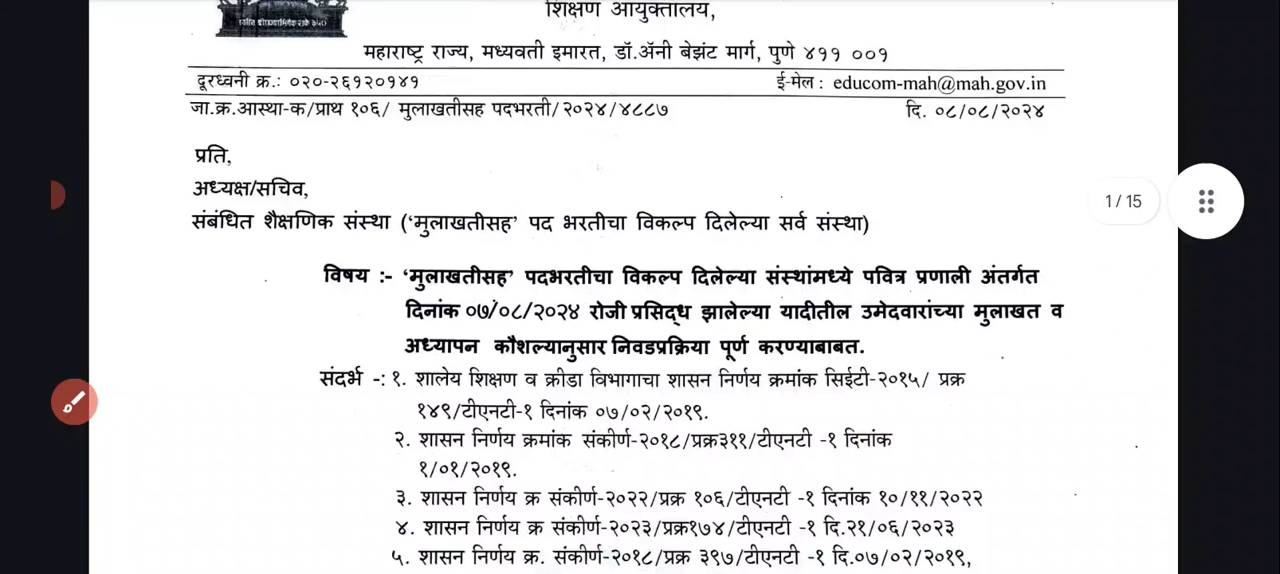 शिक्षण आयुक्तालय,
महाराष्ट्र राज्य, मध्यवती इमारत, डॉ.ॲनी बेझंट मार्ग, पुणे ४११ ००१
दूरध्वनी क्र.: ०२०-२६१२०१४१ ई-मेल : educom-mah@mah.gov.in
जा.क्र.आस्था-क/प्राथ १०६/ मुलाखतीसह पदभरती/२०२४/४८८७ दि. ०८/०८/२०२४
प्रति,
अध्यक्ष/सचिव,
संबंधित शैक्षणिक संस्था (‘मुलाखतीसह’ पद भरतीचा विकल्प दिलेल्या सर्व संस्था)
1/15
विषय :- ‘मुलाखतीसह’ पदभरतीचा विकल्प दिलेल्या संस्थांमध्ये पवित्र प्रणाली अंतर्गत
दिनांक ०७/०८/२०२४ रोजी प्रसिद्ध झालेल्या यादीतील उमेदवारांच्या मुलाखत व
अध्यापन कौशल्यानुसार निवडप्रक्रिया पूर्ण करण्याबाबत.
संदर्भ -: १. शालेय शिक्षण व क्रीडा विभागाचा शासन निर्णय क्रमांक सिईटी-२०१५/ प्रक्र
१४९/टीएनटी-१ दिनांक ०७/०२/२०१९.
२. शासन निर्णय क्रमांक संकीर्ण-२०१८/प्रक्र३११/टीएनटी -१ दिनांक
१/०१/२०१९.
३. शासन निर्णय क्र संकीर्ण-२०२२/प्रक्र १०६/टीएनटी -१ दिनांक १०/११/२०२२
४. शासन निर्णय क्र संकीर्ण-२०२३/प्रक्र१७४/टीएनटी -१ दि.२१/०६/२०२३
५. शासन निर्णय क्र. संकीर्ण-२०१८/प्रक्र ३९७/टीएनटी -१ दि.०७/०२/२०१९,